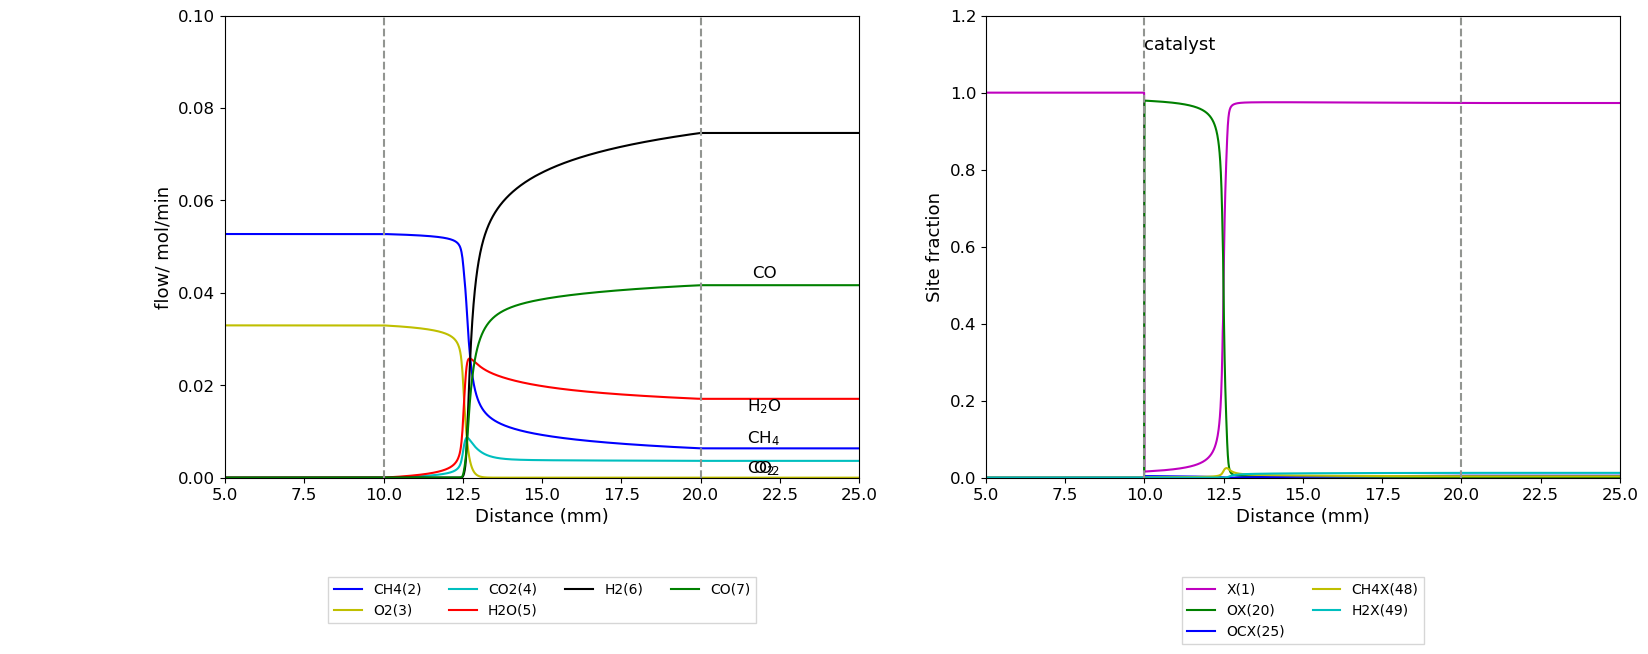 0.10
0.08
0.06
0.04
0.02
0.00
flow/ mol/min
5.0 7.5 10.0 12.5 15.0 17.5 20.0 22.5 25.0
Distance (mm)
CO
H₂O
CH₄
CH4(2) CO2(4) H2(6) CO(7)
O2(3) H2O(5)
1.2
1.0
0.8
0.6
0.4
0.2
0.0
Site fraction
catalyst
5.0 7.5 10.0 12.5 15.0 17.5 20.0 22.5 25.0
Distance (mm)
X(1) CH4X(48)
OX(20) H2X(49)
OCX(25)